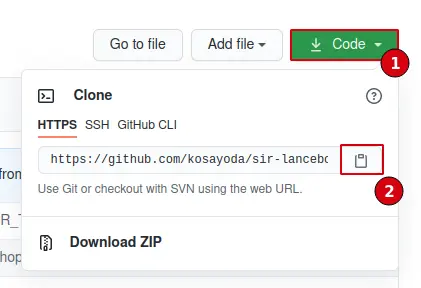 Go to file
Add file
Code
1
Clone
HTTPS SSH GitHub CLI
https://github.com/kosayoda/sir-lancebo
2
Use Git or checkout with SVN using the web URL.
from
R_
Download ZIP
hop